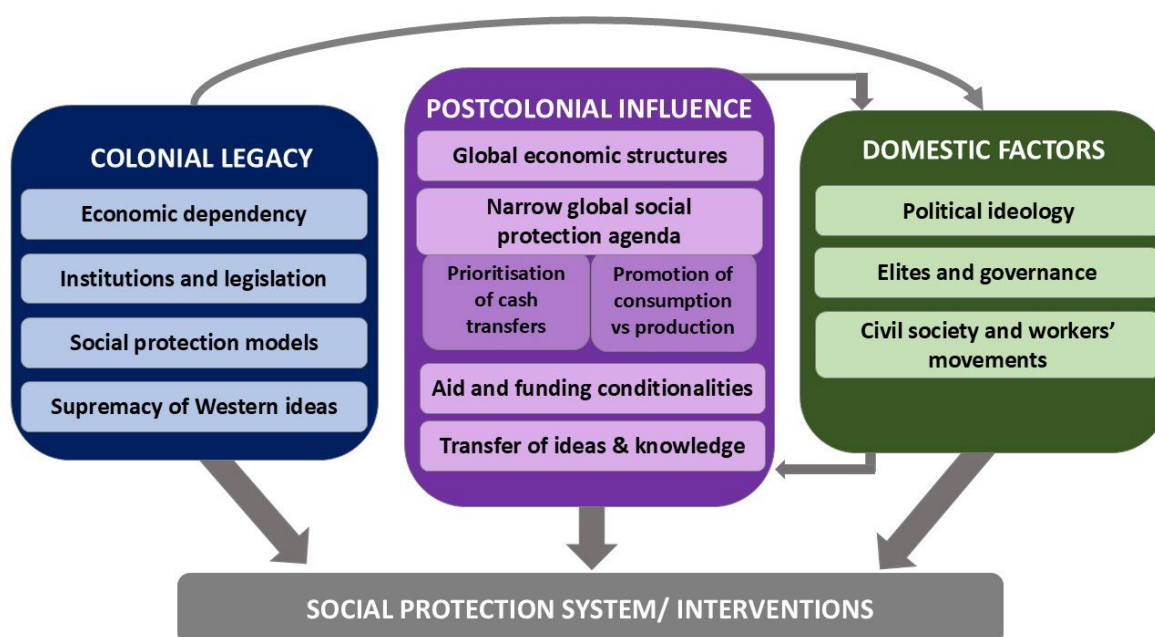 COLONIAL LEGACY
Economic dependency
Institutions and legislation
Social protection models
Supremacy of Western ideas
POSTCOLONIAL INFLUENCE
Global economic structures
Narrow global social
protection agenda
Prioritisation
of cash
transfers
Promotion of
consumption
vs production
Aid and funding conditionalities
Transfer of ideas & knowledge
DOMESTIC FACTORS
Political ideology
Elites and governance
Civil society and workers’
movements
SOCIAL PROTECTION SYSTEM/ INTERVENTIONS